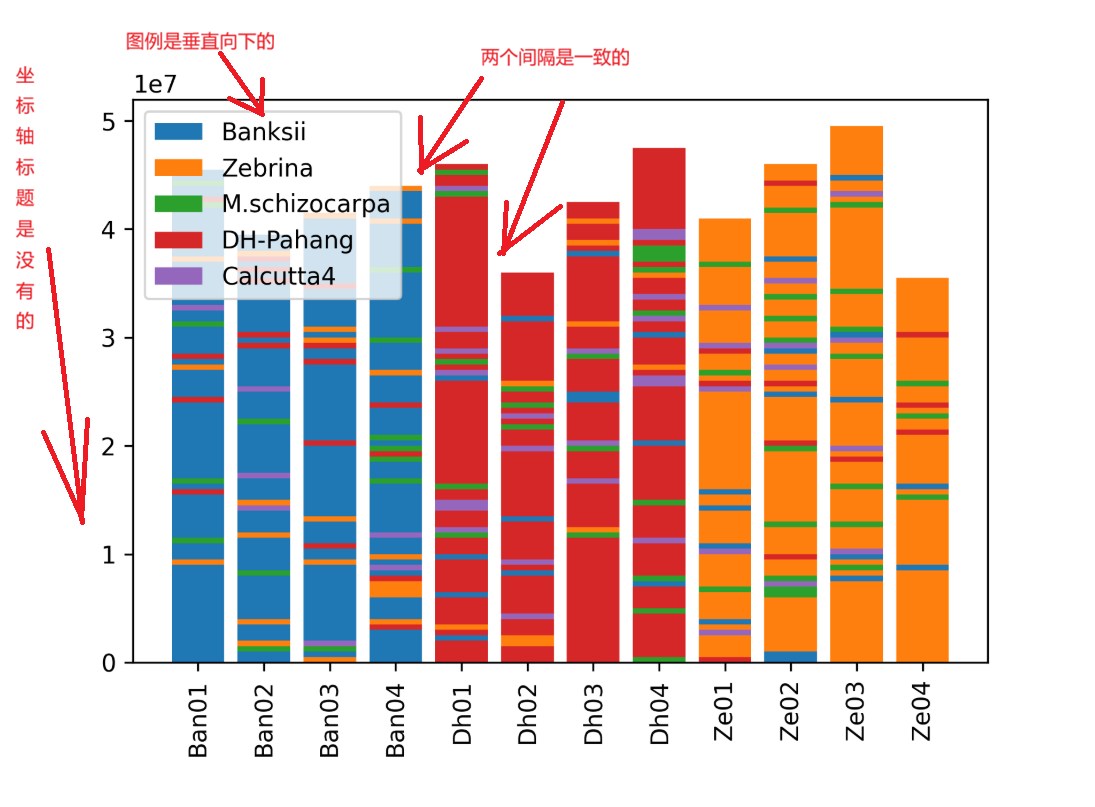 图例是垂直向下的
两个间隔是一致的
坐标轴标题是没有的
1e7
5
4
3
2
1
0
Banksii
Zebrina
M.schizocarpa
DH-Pahang
Calcutta4
Ban01
Ban02
Ban03
Ban04
Dh01
Dh02
Dh03
Dh04
Ze01
Ze02
Ze03
Ze04